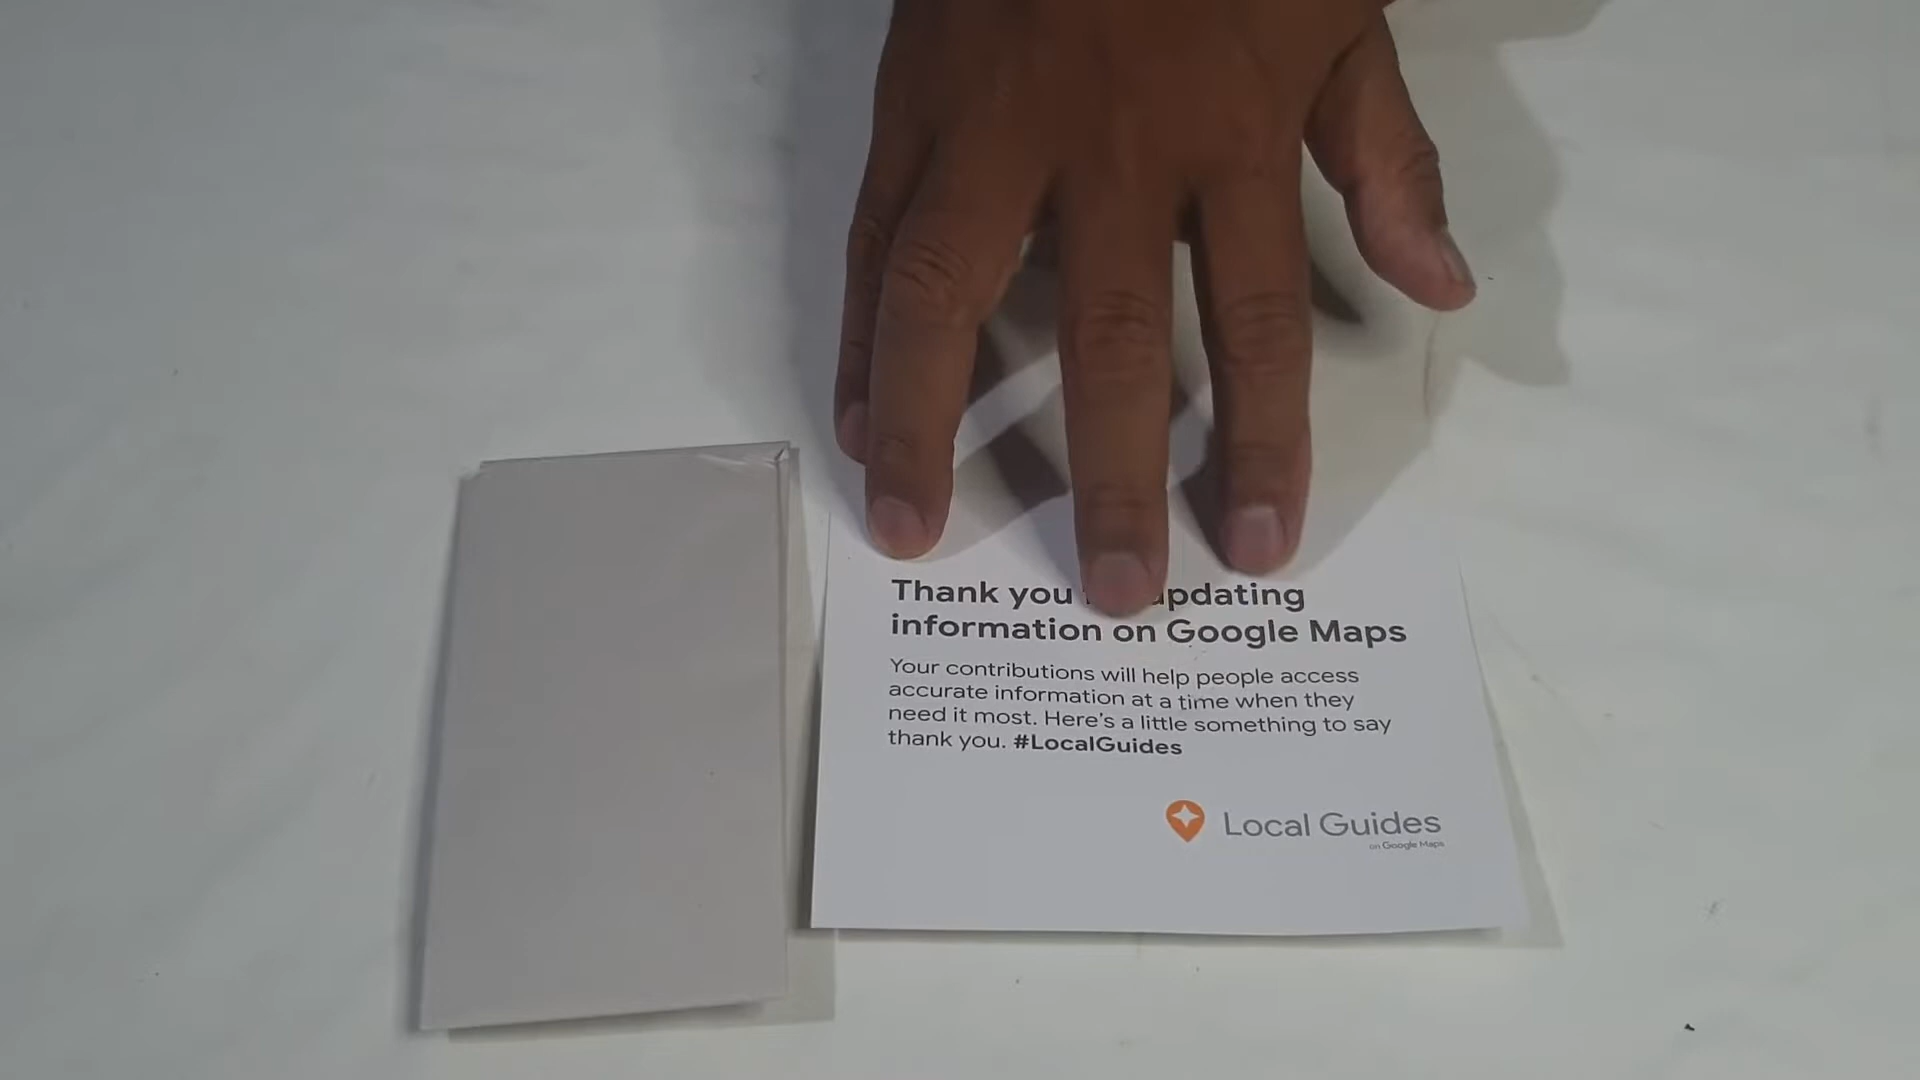 Thank you updating
information on Google Maps
Your contributions will help people access
accurate information at a time when they
need it most. Here's a little something to say
thank you. #LocalGuides
Local Guides
on Google Maps